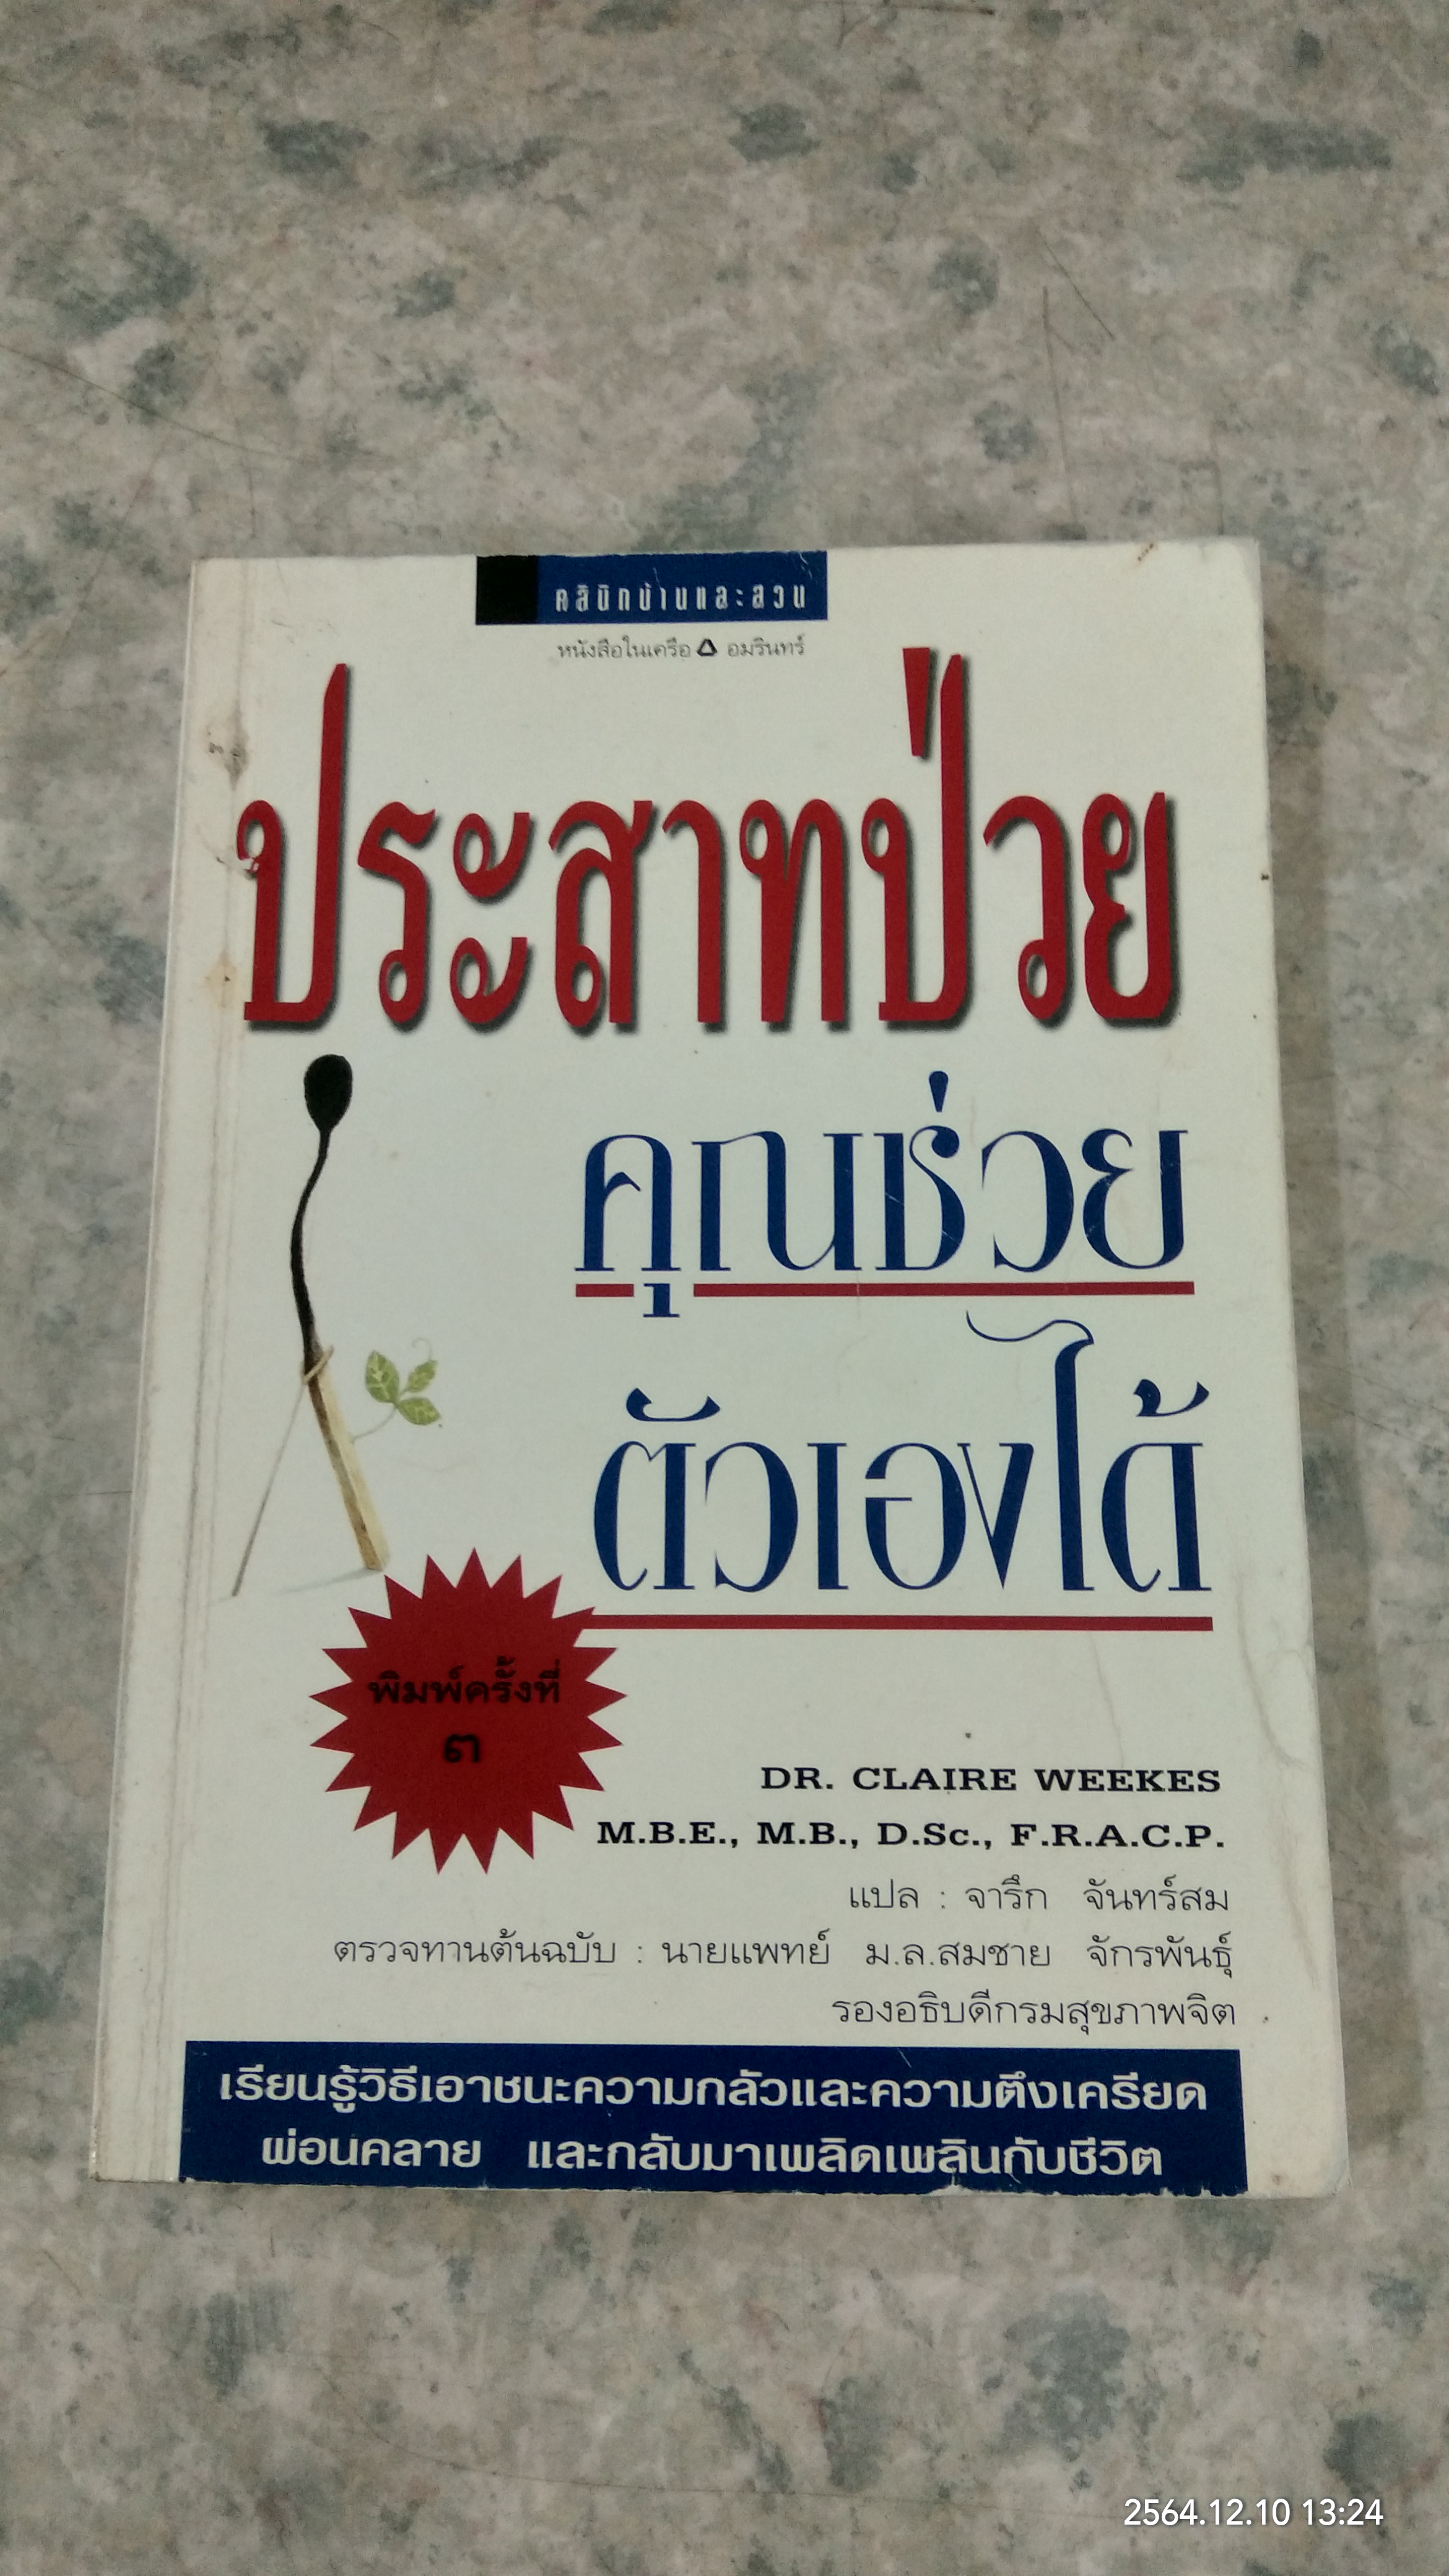 คลินิกบ้านและสวน
หนังสือในเครือ อมรินทร์
ประสาทป่วย
คุณช่วย
ตัวเองได้
พิมพ์ครั้งที่
๓
DR. CLAIRE WEEKES
M.B.E., M.B., D.Sc., F.R.A.C.P.
แปล : จารึก จันทร์สม
ตรวจทานต้นฉบับ : นายแพทย์ ม.ล.สมชาย จักรพันธุ์
รองอธิบดีกรมสุขภาพจิต
เรียนรู้วิธีเอาชนะความกลัวและความตึงเครียด
ผ่อนคลาย และกลับมาเพลิดเพลินกับชีวิต
2564.12.10 13:24